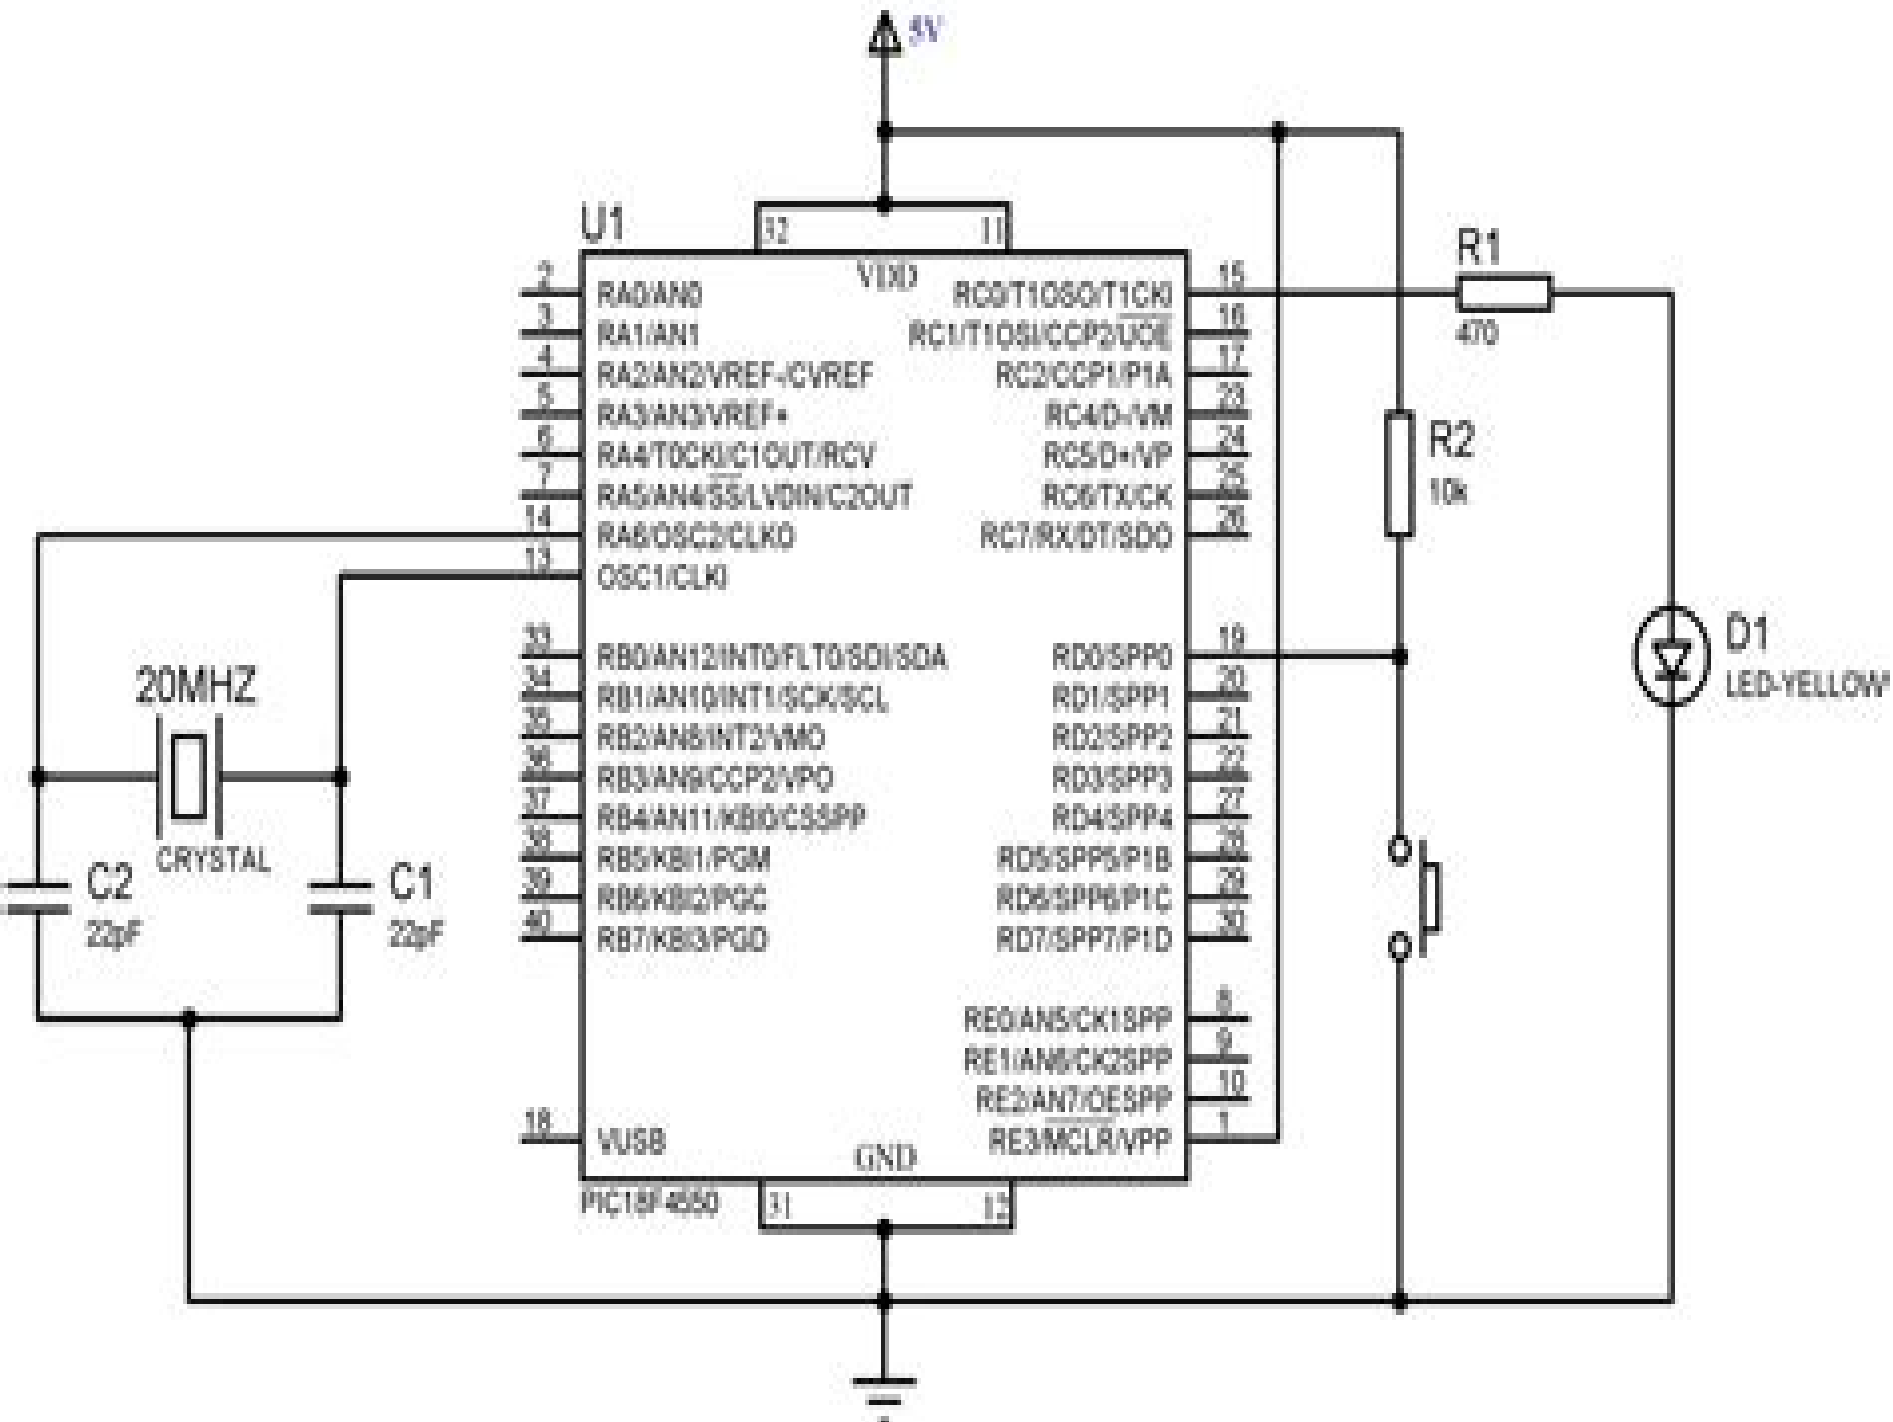 5V
U1
32
11
VDD
2
RA0/AN0
3
RA1/AN1
4
RA2/AN2/VREF-/CVREF
5
RA3/AN3/VREF+
6
RA4/T0CKI/C1OUT/RCV
7
RA5/AN4/SS/LVDIN/C2OUT
14
RA6/OSC2/CLKO
13
OSC1/CLKI
33
RB0/AN12/INT0/FLT0/SDI/SDA
34
RB1/AN10/INT1/SCK/SCL
35
RB2/AN8/INT2/VMO
36
RB3/AN9/CCP2/VPO
37
RB4/AN11/KBI0/CSSPP
38
RB5/KBI1/PGM
39
RB6/KBI2/PGC
40
RB7/KBI3/PGD
18
VUSB
15
RC0/T1OSO/T1CKI
16
RC1/T1OSI/CCP2/UOE
17
RC2/CCP1/P1A
23
RC4/D-/VM
24
RC5/D+/VP
25
RC6/TX/CK
26
RC7/RX/DT/SDO
19
RD0/SPP0
20
RD1/SPP1
21
RD2/SPP2
22
RD3/SPP3
27
RD4/SPP4
28
RD5/SPP5/P1B
29
RD6/SPP6/P1C
30
RD7/SPP7/P1D
8
RE0/AN5/CK1SPP
9
RE1/AN6/CK2SPP
10
RE2/AN7/OESPP
1
RE3/MCLR/VPP
GND
PIC18F4550
31
12
20MHZ
CRYSTAL
C2
22pF
C1
22pF
R1
470
R2
10k
D1
LED-YELLOW